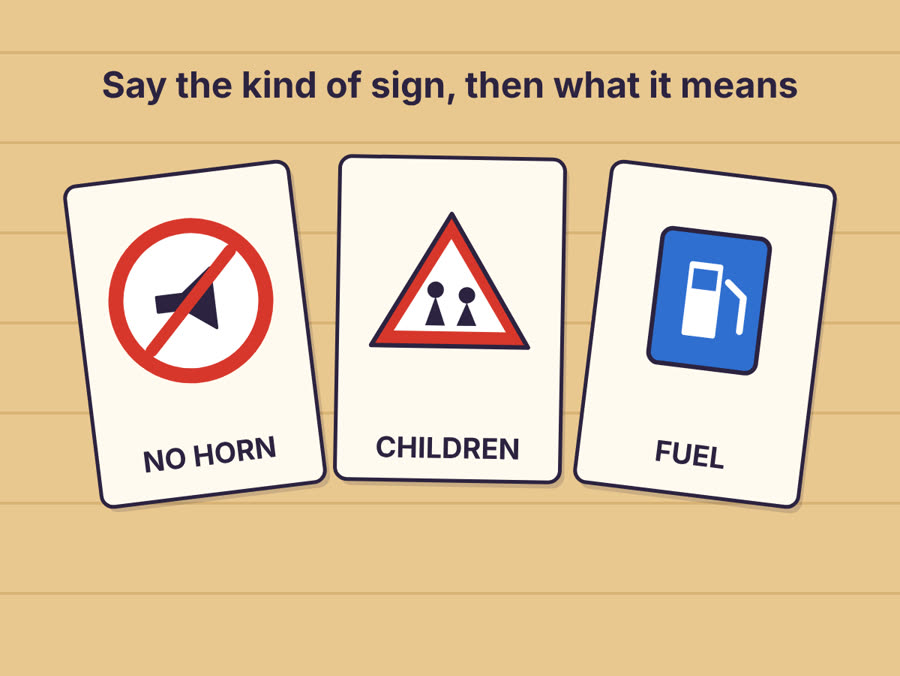 Say the kind of sign, then what it means
NO HORN
CHILDREN
FUEL